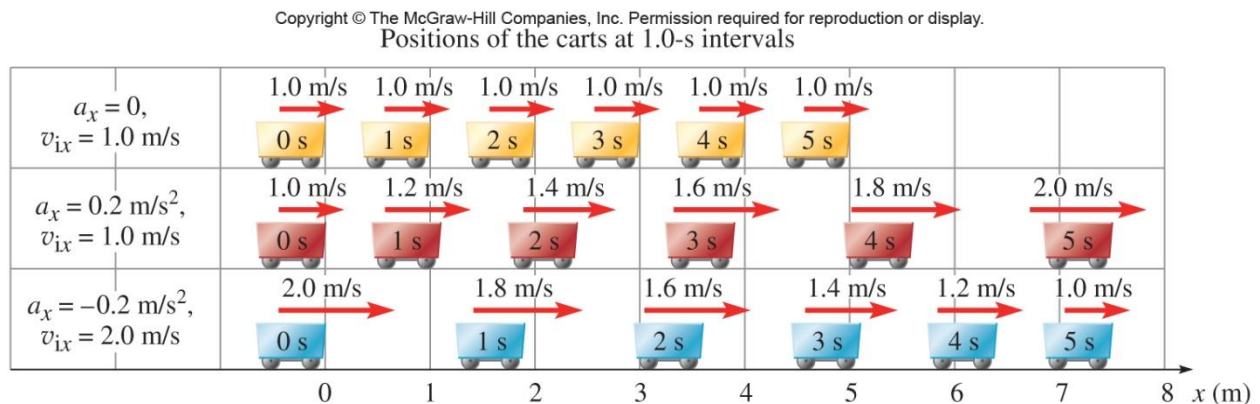 Copyright © The McGraw-Hill Companies, Inc. Permission required for reproduction or display.
Positions of the carts at 1.0-s intervals
1.0 m/s 1.0 m/s 1.0 m/s 1.0 m/s 1.0 m/s 1.0 m/s
aₓ = 0,
vᵢₓ = 1.0 m/s
0 s 1 s 2 s 3 s 4 s 5 s
1.0 m/s 1.2 m/s 1.4 m/s 1.6 m/s 1.8 m/s 2.0 m/s
aₓ = 0.2 m/s²,
vᵢₓ = 1.0 m/s
0 s 1 s 2 s 3 s 4 s 5 s
2.0 m/s 1.8 m/s 1.6 m/s 1.4 m/s 1.2 m/s 1.0 m/s
aₓ = –0.2 m/s²,
vᵢₓ = 2.0 m/s
0 s 1 s 2 s 3 s 4 s 5 s
0 1 2 3 4 5 6 7 8 x (m)